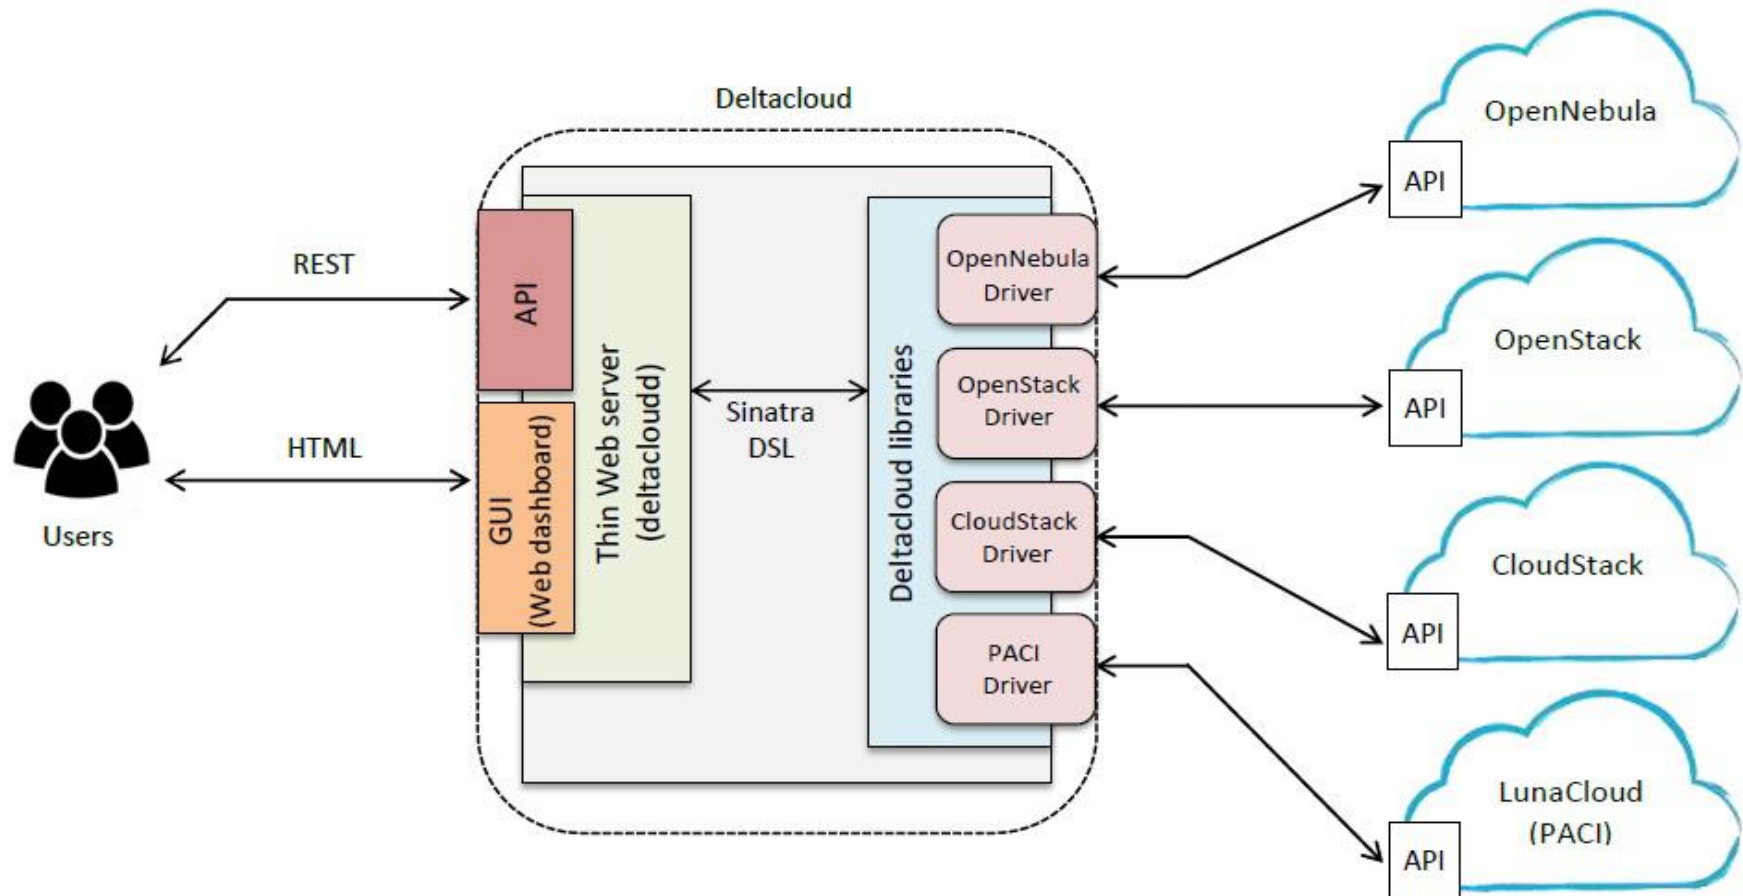 Deltacloud
REST
HTML
Users
API
GUI
(Web dashboard)
Thin Web server
(deltacloudd)
Sinatra
DSL
Deltacloud libraries
OpenNebula
Driver
OpenStack
Driver
CloudStack
Driver
PACI
Driver
OpenNebula
API
OpenStack
API
CloudStack
API
LunaCloud
(PACI)
API